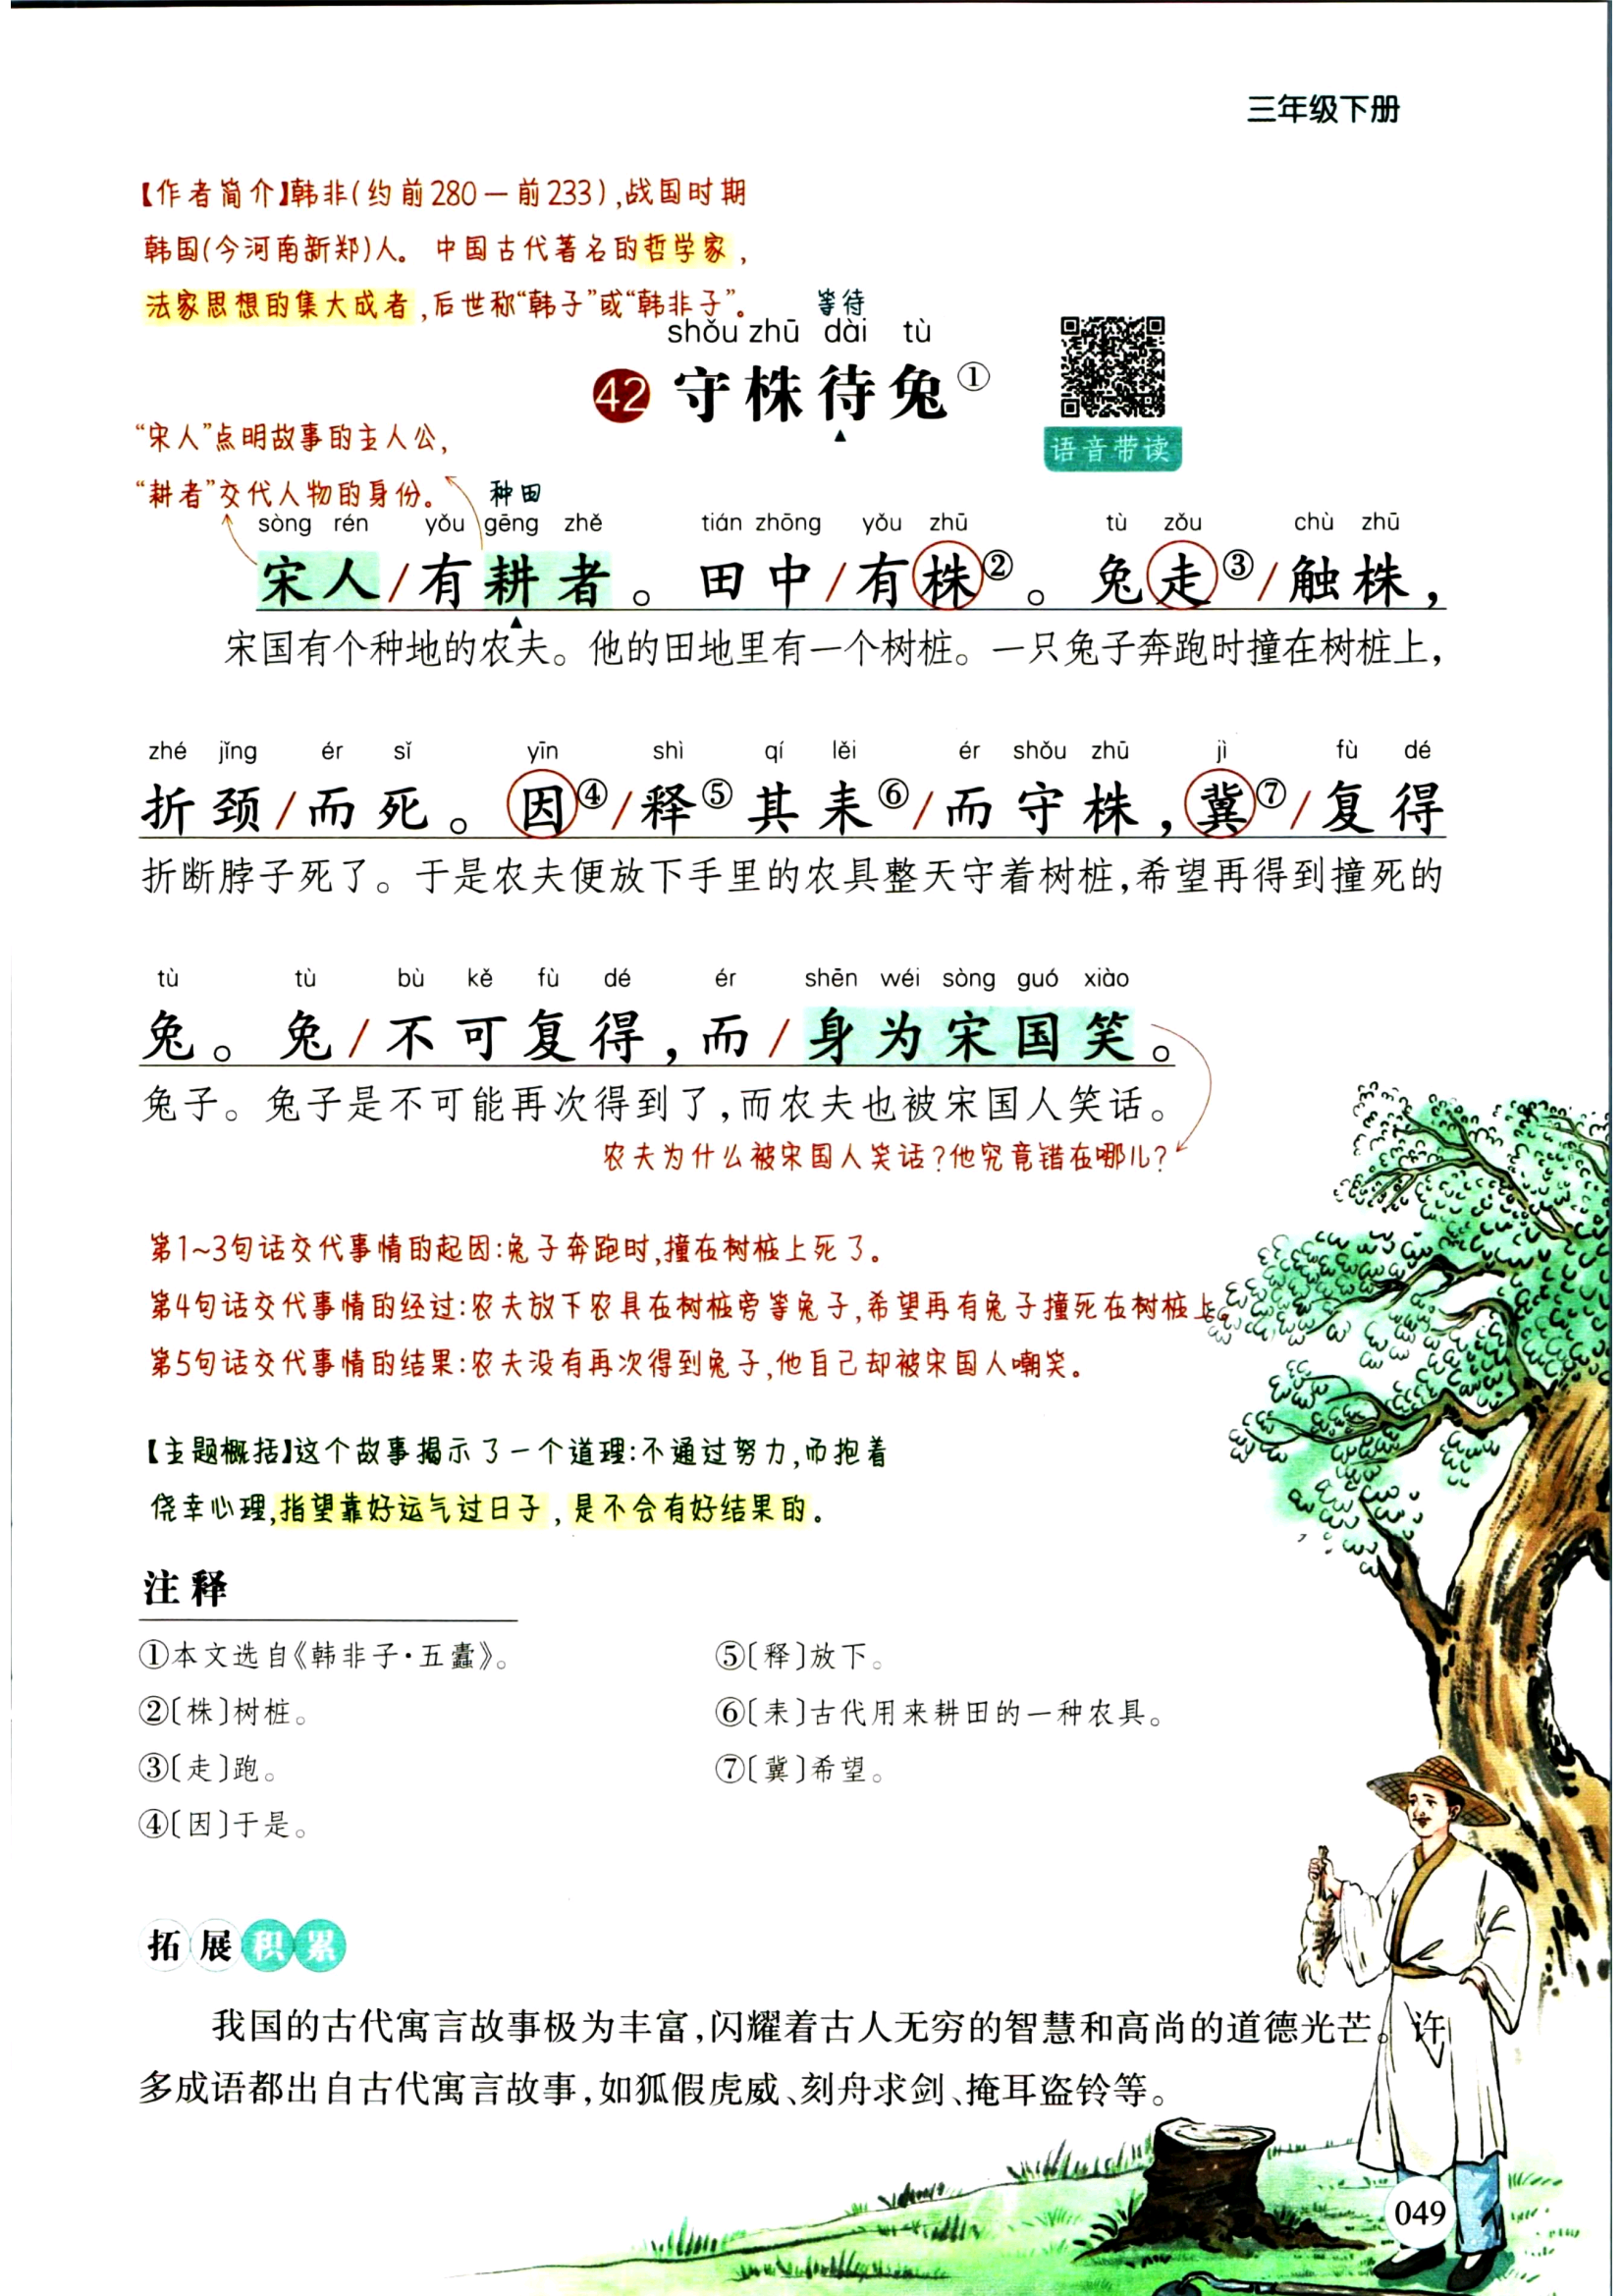 三年级下册
【作者简介】韩非(约前280—前233),战国时期
韩国(今河南新郑)人。中国古代著名的哲学家,
法家思想的集大成者,后世称“韩子”或“韩非子”。
等待
shǒu zhū dài tù
42 守株待兔①
语音带读
“宋人”点明故事的主人公,
“耕者”交代人物的身份。
种田
sòng rén yǒu gēng zhě tián zhōng yǒu zhū tù zǒu chù zhū
宋人/有耕者。田中/有株②。兔走③/触株,
宋国有个种地的农夫。他的田地里有一个树桩。一只兔子奔跑时撞在树桩上,
zhé jǐng ér sǐ yīn shì qí lěi ér shǒu zhū jì fù dé
折颈/而死。因④/释⑤其耒⑥/而守株,冀⑦/复得
折断脖子死了。于是农夫便放下手里的农具整天守着树桩,希望再得到撞死的
tù tù bù kě fù dé ér shēn wéi sòng guó xiào
兔。兔/不可复得,而/身为宋国笑。
兔子。兔子是不可能再次得到了,而农夫也被宋国人笑话。
农夫为什么被宋国人笑话?他究竟错在哪儿?
第1~3句话交代事情的起因:兔子奔跑时,撞在树桩上死了。
第4句话交代事情的经过:农夫放下农具在树桩旁等兔子,希望再有兔子撞死在树桩上。
第5句话交代事情的结果:农夫没有再次得到兔子,他自己却被宋国人嘲笑。
【主题概括】这个故事揭示了一个道理:不通过努力,而抱着
侥幸心理,指望靠好运气过日子,是不会有好结果的。
注释
①本文选自《韩非子·五蠹》。
②〔株〕树桩。
③〔走〕跑。
④〔因〕于是。
⑤〔释〕放下。
⑥〔耒〕古代用来耕田的一种农具。
⑦〔冀〕希望。
拓展积累
我国的古代寓言故事极为丰富,闪耀着古人无穷的智慧和高尚的道德光芒。许
多成语都出自古代寓言故事,如狐假虎威、刻舟求剑、掩耳盗铃等。
049